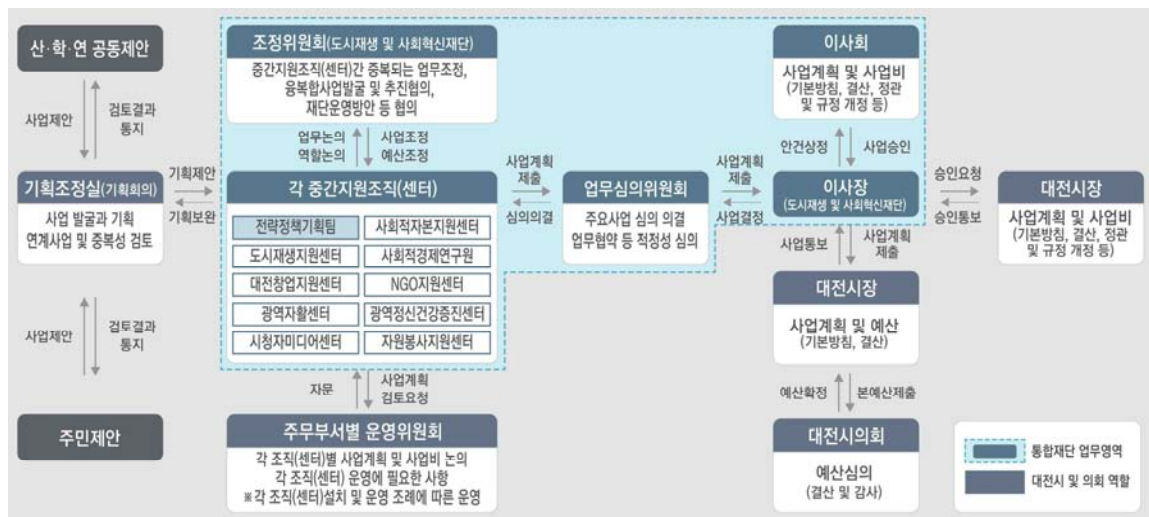 산·학·연 공동제안
사업제안
검토결과
통지
기획조정실(기획회의)
사업 발굴과 기획
연계사업 및 중복성 검토
사업제안
검토결과
통지
주민제안
기획제안
기획보완
조정위원회(도시재생 및 사회혁신재단)
중간지원조직(센터)간 중복되는 업무조정,
융복합사업발굴 및 추진협의,
재단운영방안 등 협의
업무논의
역할논의
사업조정
예산조정
각 중간지원조직(센터)
전략정책기획팀
사회적자본지원센터
도시재생지원센터
사회적경제연구원
대전창업지원센터
NGO지원센터
광역자활센터
광역정신건강증진센터
시청자미디어센터
자원봉사지원센터
자문
사업계획
검토요청
주무부서별 운영위원회
각 조직(센터)별 사업계획 및 사업비 논의
각 조직(센터) 운영에 필요한 사항
※각 조직(센터)설치 및 운영 조례에 따른 운영
사업계획
제출
심의의결
업무심의위원회
주요사업 심의 의결
업무협약 등 적정성 심의
사업계획
제출
사업결정
이사회
사업계획 및 사업비
(기본방침, 결산, 정관
및 규정 개정 등)
안건상정
사업승인
이사장
(도시재생 및 사회혁신재단)
사업통보
사업계획
제출
대전시장
사업계획 및 예산
(기본방침, 결산)
예산확정
본예산제출
대전시의회
예산심의
(결산 및 감사)
승인요청
승인통보
대전시장
사업계획 및 사업비
(기본방침, 결산, 정관
및 규정 개정 등)
통합재단 업무영역
대전시 및 의회 역할